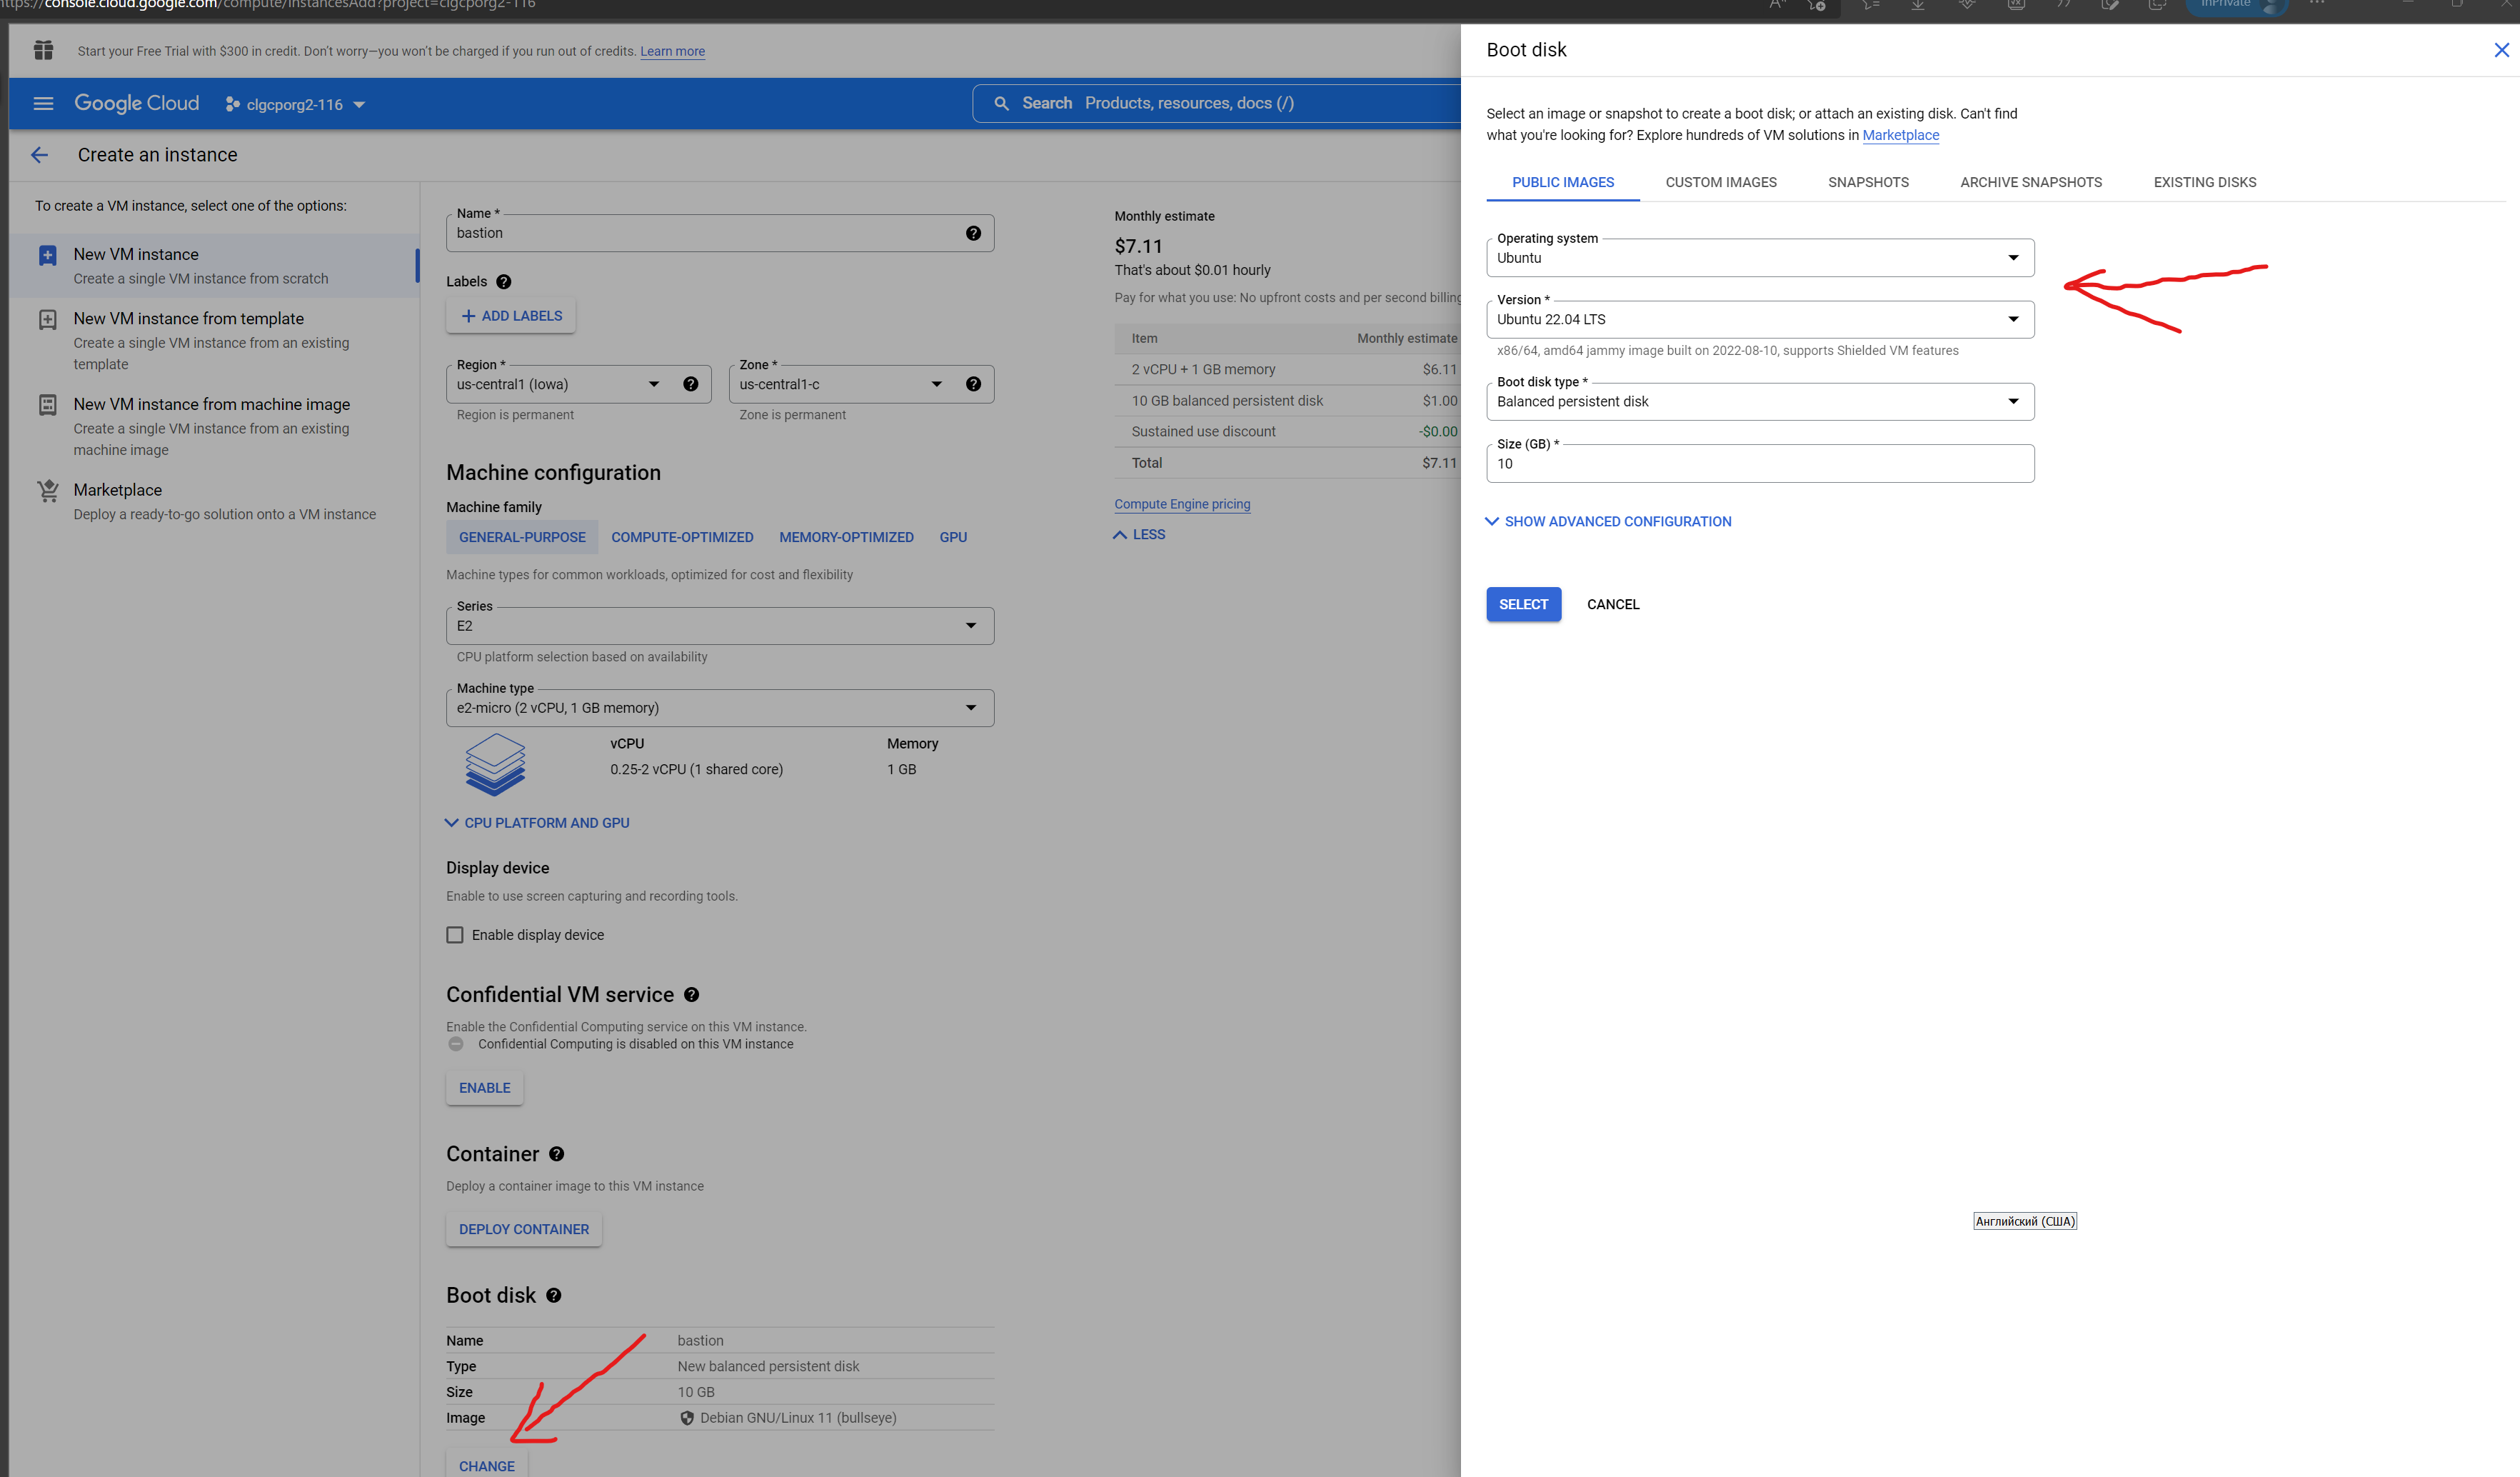 https://console.cloud.google.com/compute/instancesAdd?project=clgcporg2-116
InPrivate
Start your Free Trial with $300 in credit. Don't worry—you won't be charged if you run out of credits. Learn more
Google Cloud
clgcporg2-116
Search Products, resources, docs (/)
Create an instance
To create a VM instance, select one of the options:
New VM instance
Create a single VM instance from scratch
New VM instance from template
Create a single VM instance from an existing
template
New VM instance from machine image
Create a single VM instance from an existing
machine image
Marketplace
Deploy a ready-to-go solution onto a VM instance
Name *
bastion
Labels
ADD LABELS
Region *
us-central1 (Iowa)
Region is permanent
Zone *
us-central1-c
Zone is permanent
Machine configuration
Machine family
GENERAL-PURPOSE COMPUTE-OPTIMIZED MEMORY-OPTIMIZED GPU
Machine types for common workloads, optimized for cost and flexibility
Series
E2
CPU platform selection based on availability
Machine type
e2-micro (2 vCPU, 1 GB memory)
vCPU Memory
0.25-2 vCPU (1 shared core) 1 GB
CPU PLATFORM AND GPU
Display device
Enable to use screen capturing and recording tools.
Enable display device
Confidential VM service
Enable the Confidential Computing service on this VM instance.
Confidential Computing is disabled on this VM instance
ENABLE
Container
Deploy a container image to this VM instance
DEPLOY CONTAINER
Boot disk
Name bastion
Type New balanced persistent disk
Size 10 GB
Image Debian GNU/Linux 11 (bullseye)
CHANGE
Monthly estimate
$7.11
That's about $0.01 hourly
Pay for what you use: No upfront costs and per second billing
Item Monthly estimate
2 vCPU + 1 GB memory $6.11
10 GB balanced persistent disk $1.00
Sustained use discount -$0.00
Total $7.11
Compute Engine pricing
LESS
Boot disk
Select an image or snapshot to create a boot disk; or attach an existing disk. Can't find
what you're looking for? Explore hundreds of VM solutions in Marketplace
PUBLIC IMAGES CUSTOM IMAGES SNAPSHOTS ARCHIVE SNAPSHOTS EXISTING DISKS
Operating system
Ubuntu
Version *
Ubuntu 22.04 LTS
x86/64, amd64 jammy image built on 2022-08-10, supports Shielded VM features
Boot disk type *
Balanced persistent disk
Size (GB) *
10
SHOW ADVANCED CONFIGURATION
SELECT CANCEL
Английский (США)